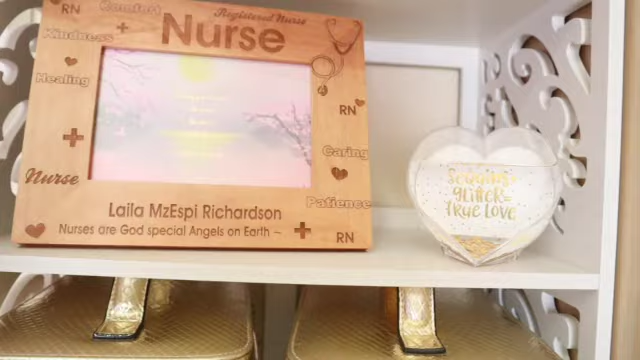 RN
Comfort
Registered Nurse
Nurse
Kindness
Healing
RN
Caring
Nurse
Patience
Laila MzEspi Richardson
Nurses are God special Angels on Earth ~
RN
glitter=
True Love